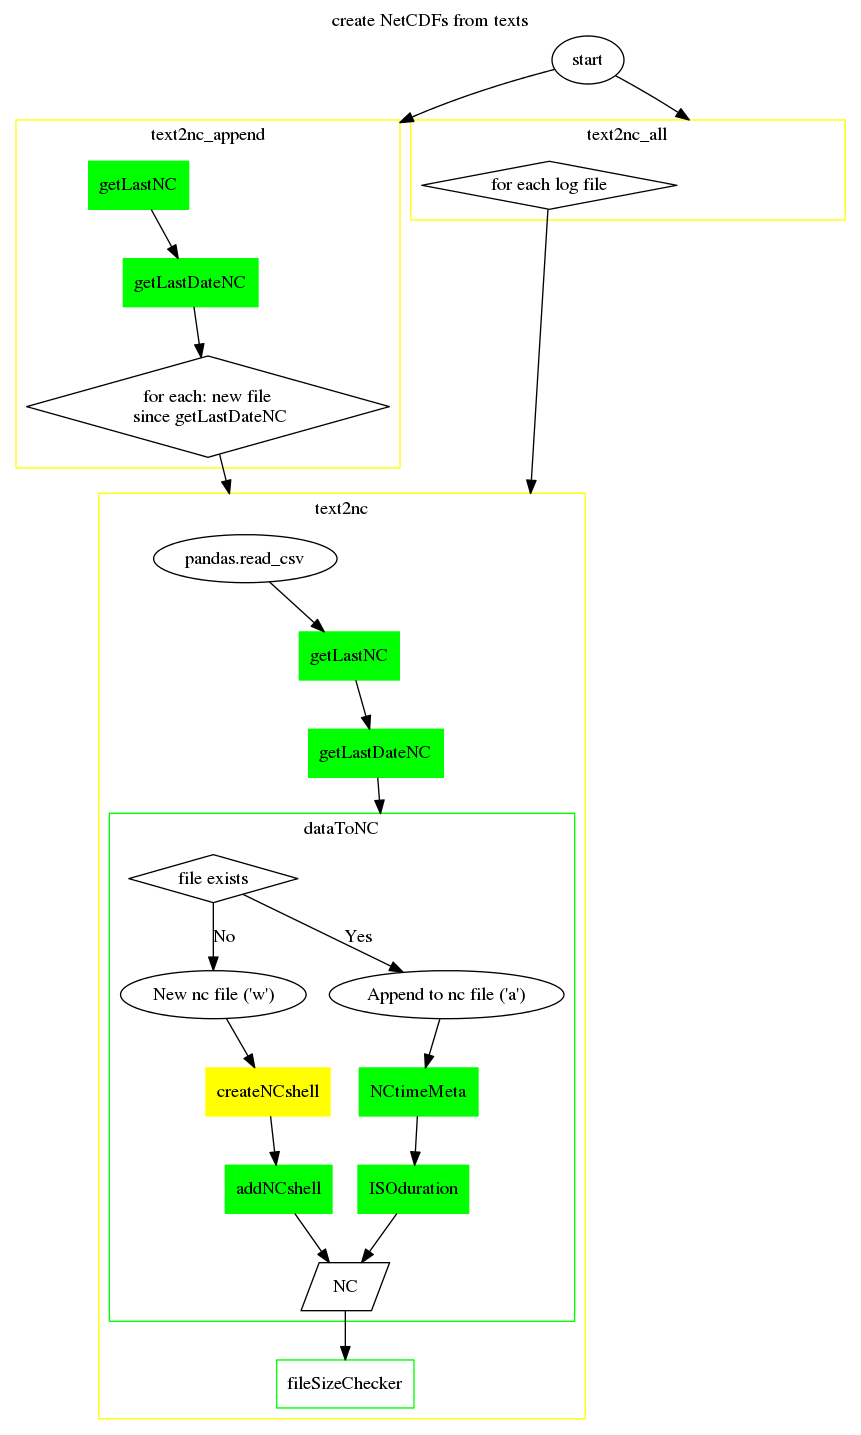 create NetCDFs from texts
start
text2nc_append
text2nc_all
getLastNC
for each log file
getLastDateNC
for each: new file
since getLastDateNC
text2nc
pandas.read_csv
getLastNC
getLastDateNC
dataToNC
file exists
No
Yes
New nc file ('w')
Append to nc file ('a')
createNCshell
NCtimeMeta
addNCshell
ISOduration
NC
fileSizeChecker